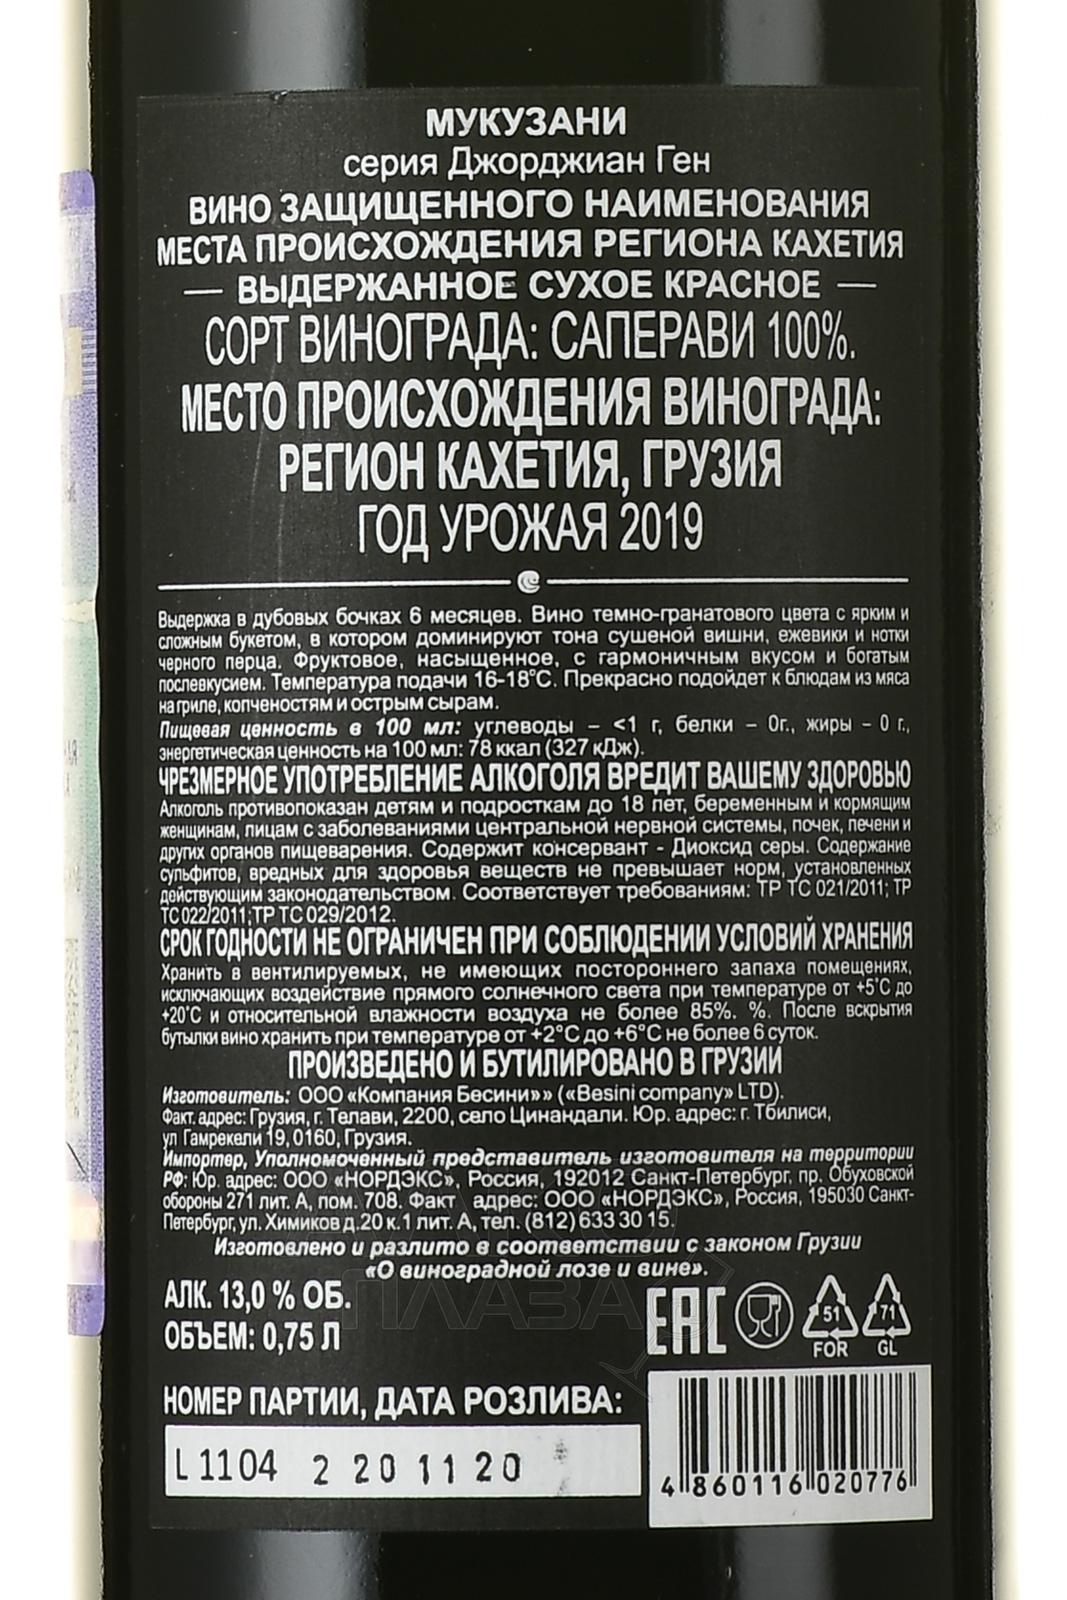 МУКУЗАНИ
серия Джорджиан Ген
ВИНО ЗАЩИЩЕННОГО НАИМЕНОВАНИЯ
МЕСТА ПРОИСХОЖДЕНИЯ РЕГИОНА КАХЕТИЯ
— ВЫДЕРЖАННОЕ СУХОЕ КРАСНОЕ —
СОРТ ВИНОГРАДА: САПЕРАВИ 100%.
МЕСТО ПРОИСХОЖДЕНИЯ ВИНОГРАДА:
РЕГИОН КАХЕТИЯ, ГРУЗИЯ
ГОД УРОЖАЯ 2019
Выдержка в дубовых бочках 6 месяцев. Вино темно-гранатового цвета с ярким и
сложным букетом, в котором доминируют тона сушеной вишни, ежевики и нотки
черного перца. Фруктовое, насыщенное, с гармоничным вкусом и богатым
послевкусием. Температура подачи 16-18°С. Прекрасно подойдет к блюдам из мяса
на гриле, копченостям и острым сырам.
Пищевая ценность в 100 мл: углеводы – <1 г, белки – 0г., жиры – 0 г.,
энергетическая ценность на 100 мл: 78 ккал (327 кДж).
ЧРЕЗМЕРНОЕ УПОТРЕБЛЕНИЕ АЛКОГОЛЯ ВРЕДИТ ВАШЕМУ ЗДОРОВЬЮ
Алкоголь противопоказан детям и подросткам до 18 лет, беременным и кормящим
женщинам, лицам с заболеваниями центральной нервной системы, почек, печени и
других органов пищеварения. Содержит консервант - Диоксид серы. Содержание
сульфитов, вредных для здоровья веществ не превышает норм, установленных
действующим законодательством. Соответствует требованиям: ТР ТС 021/2011; ТР
ТС 022/2011;ТР ТС 029/2012.
СРОК ГОДНОСТИ НЕ ОГРАНИЧЕН ПРИ СОБЛЮДЕНИИ УСЛОВИЙ ХРАНЕНИЯ
Хранить в вентилируемых, не имеющих постороннего запаха помещениях,
исключающих воздействие прямого солнечного света при температуре от +5°С до
+20°С и относительной влажности воздуха не более 85%. %. После вскрытия
бутылки вино хранить при температуре от +2°С до +6°С не более 6 суток.
ПРОИЗВЕДЕНО И БУТИЛИРОВАНО В ГРУЗИИ
Изготовитель: ООО «Компания Бесини»» («Besini company» LTD).
Факт. адрес: Грузия, г. Телави, 2200, село Цинандали. Юр. адрес: г. Тбилиси,
ул Гамрекели 19, 0160, Грузия.
Импортер, Уполномоченный представитель изготовителя на территории
РФ: Юр. адрес: ООО «НОРДЭКС», Россия, 192012 Санкт-Петербург, пр. Обуховской
обороны 271 лит. А, пом. 708. Факт адрес: ООО «НОРДЭКС», Россия, 195030 Санкт-
Петербург, ул. Химиков д.20 к.1 лит. А, тел. (812) 633 30 15.
Изготовлено и разлито в соответствии с законом Грузии
«О виноградной лозе и вине».
АЛКО
ПЛАЗА
АЛК. 13,0 % ОБ.
ОБЪЕМ: 0,75 Л
EAC
51
FOR
71
GL
НОМЕР ПАРТИИ, ДАТА РОЗЛИВА:
L 1104 2 20 11 20
4 860116 020776